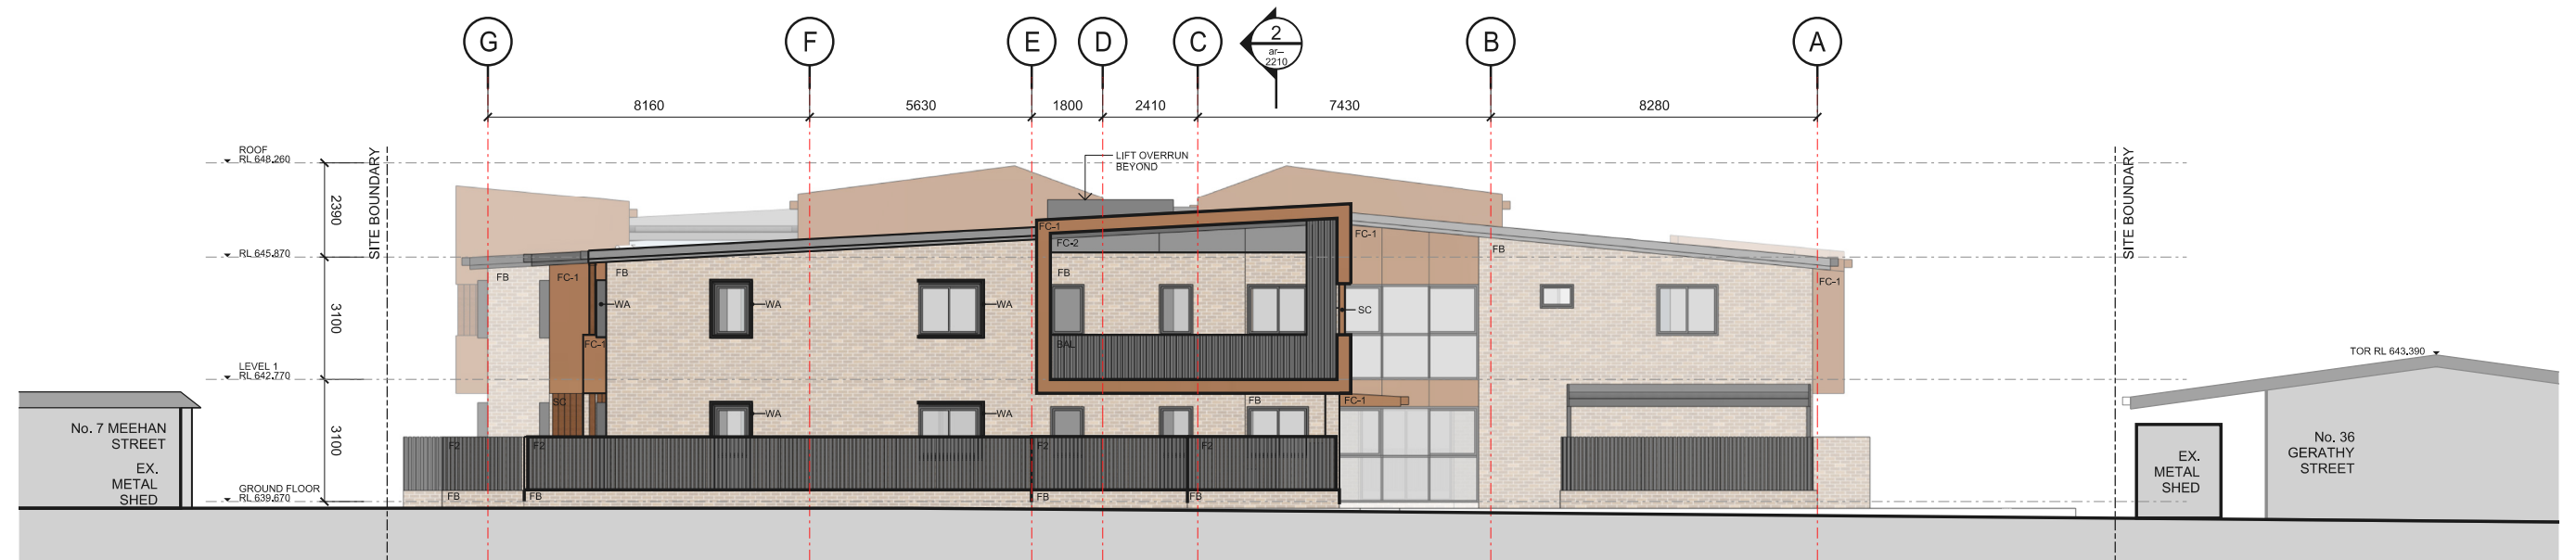 G
F
E
D
C
2
ar–
2210
B
A
8160
5630
1800
2410
7430
8280
ROOF
RL 648.260
SITE BOUNDARY
LIFT OVERRUN
BEYOND
SITE BOUNDARY
2390
RL 645.870
FC-1
FC-2
FC-1
FB
FB
FC-1
FB
FB
FC-1
WA
WA
WA
SC
3100
FC-1
BAL
TOR RL 643.390
LEVEL 1
RL 642.770
SC
FB
FC-1
WA
WA
3100
No. 7 MEEHAN
STREET
EX.
METAL
SHED
F2
F2
F2
F2
No. 36
GERATHY
STREET
EX.
METAL
SHED
GROUND FLOOR
RL 639.670
FB
FB
FB
FB